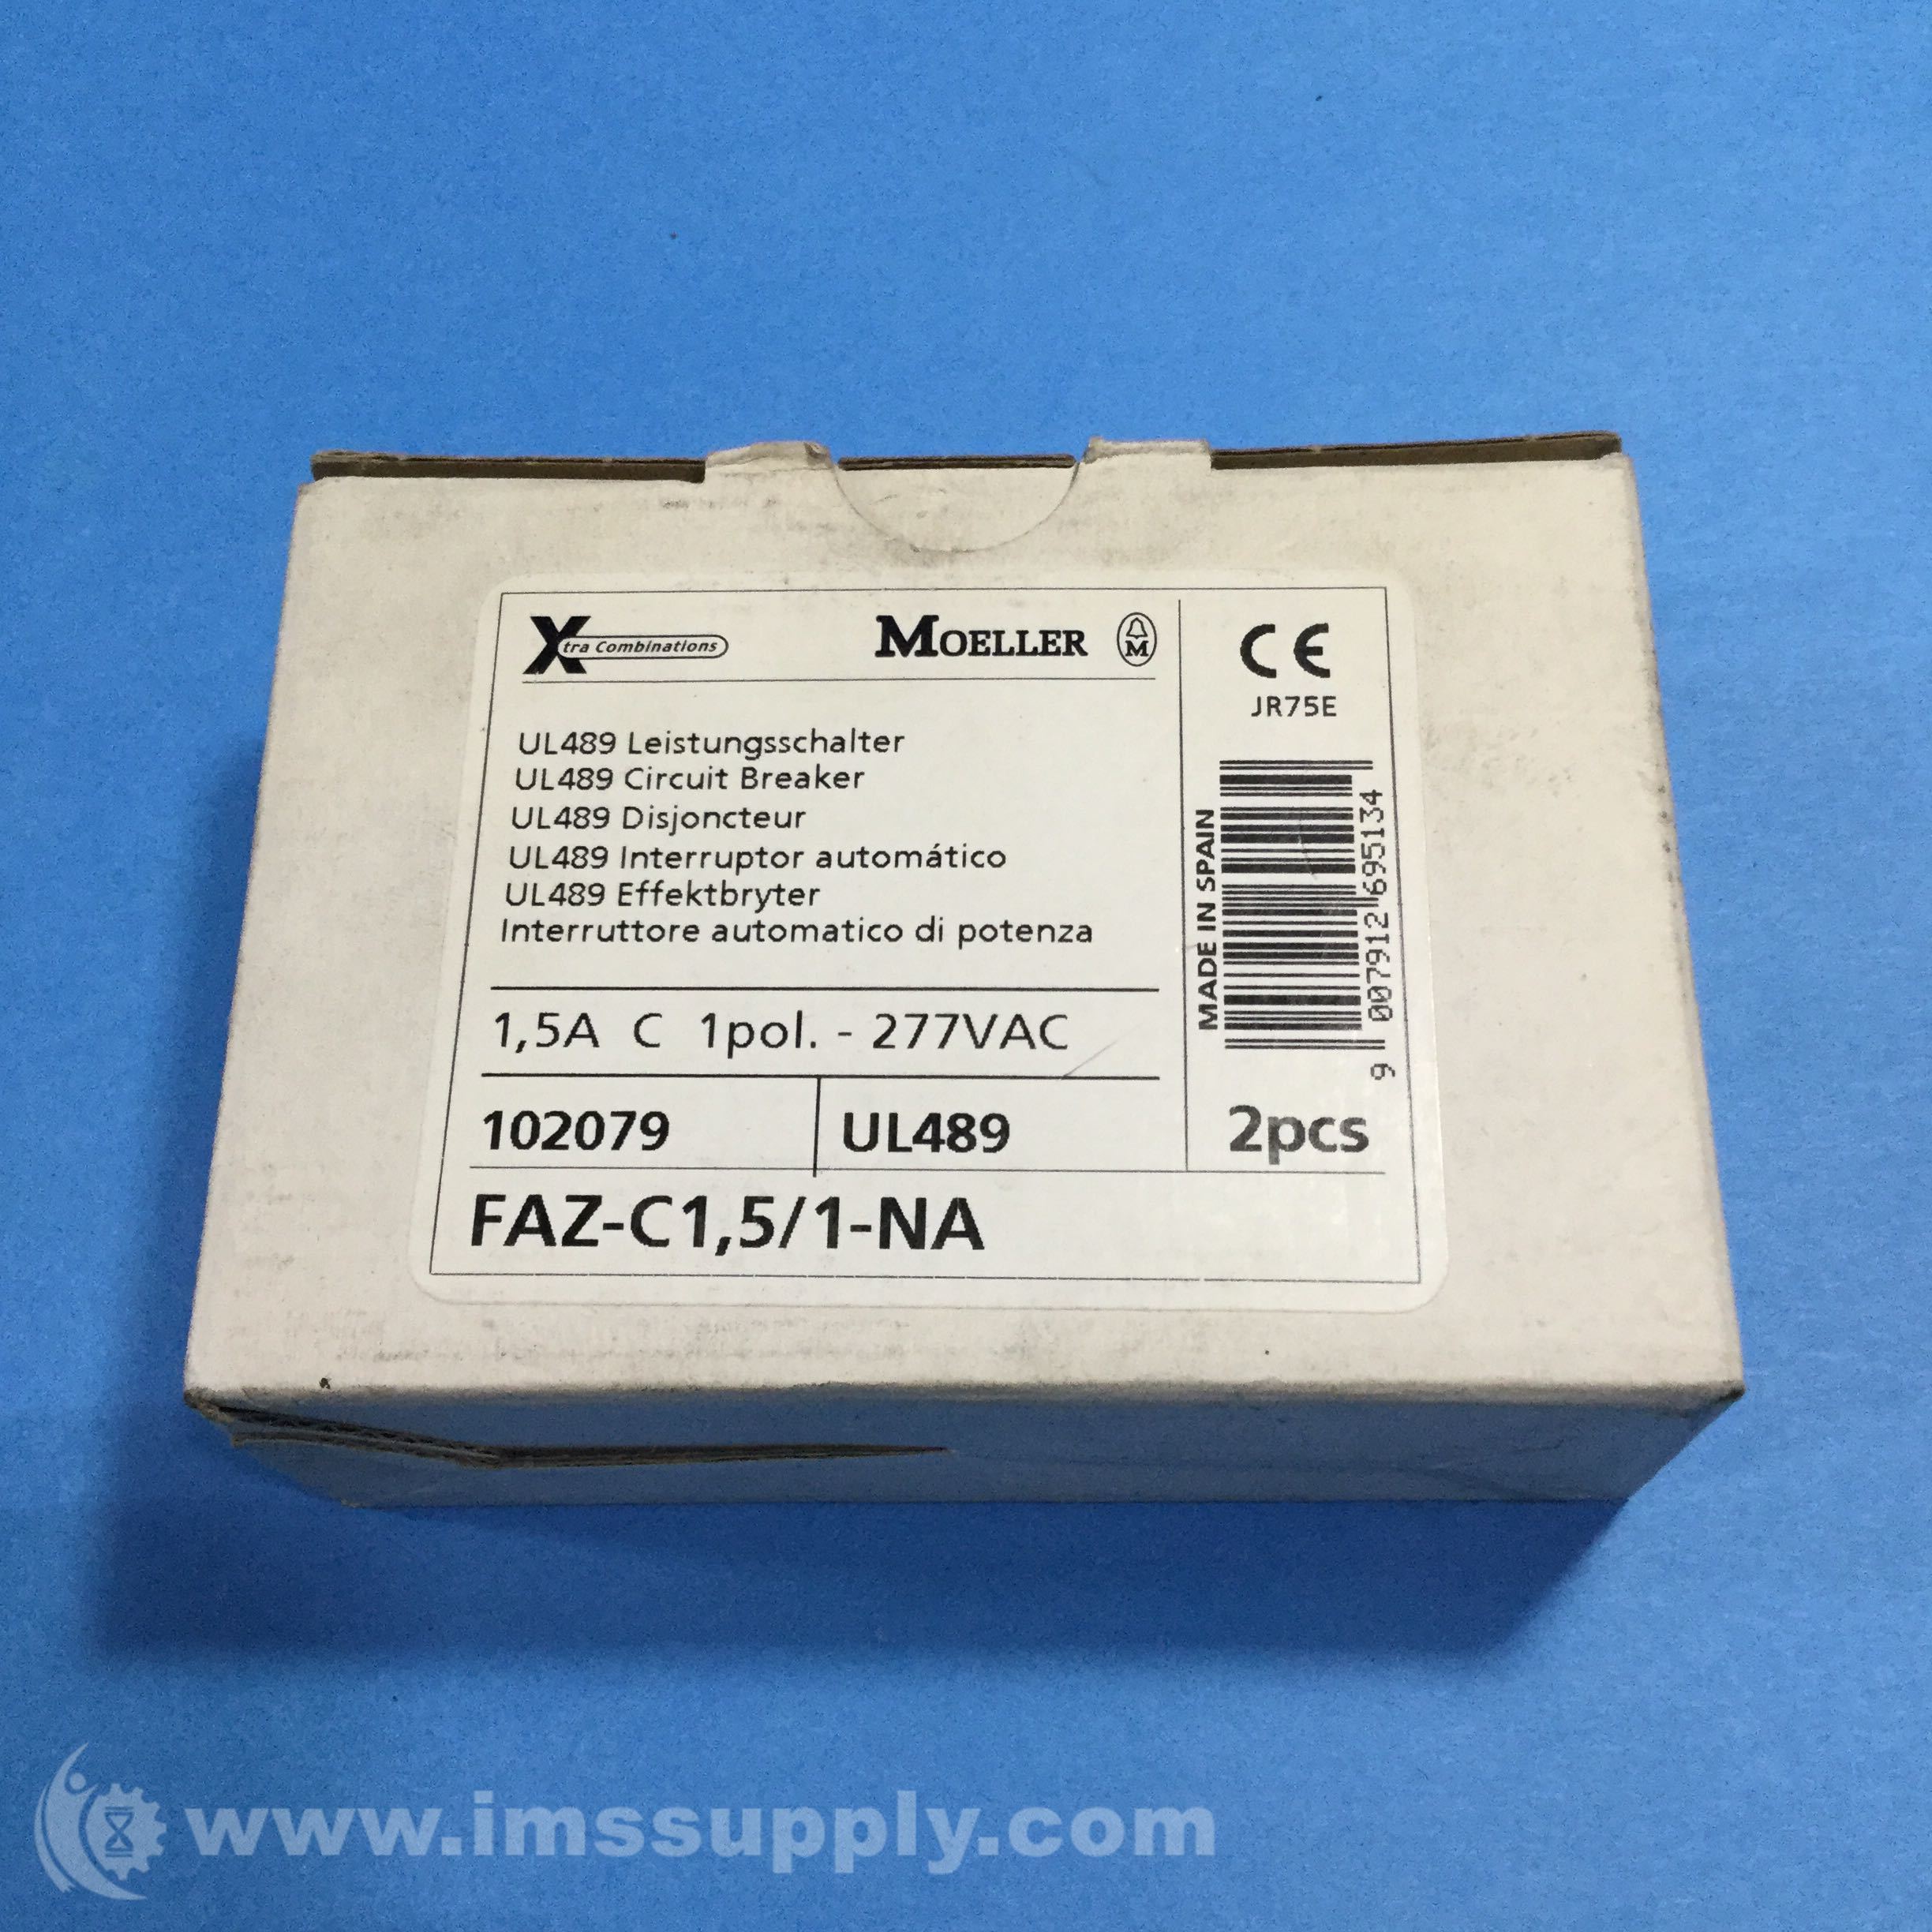 Xtra Combinations
MOELLER
M
UL489 Leistungsschalter
UL489 Circuit Breaker
UL489 Disjoncteur
UL489 Interruptor automático
UL489 Effektbryter
Interruttore automatico di potenza
1,5A C 1pol. - 277VAC
102079
UL489
FAZ-C1,5/1-NA
CE
JR75E
MADE IN SPAIN
9 007912 695134
2pcs
www.imssupply.com